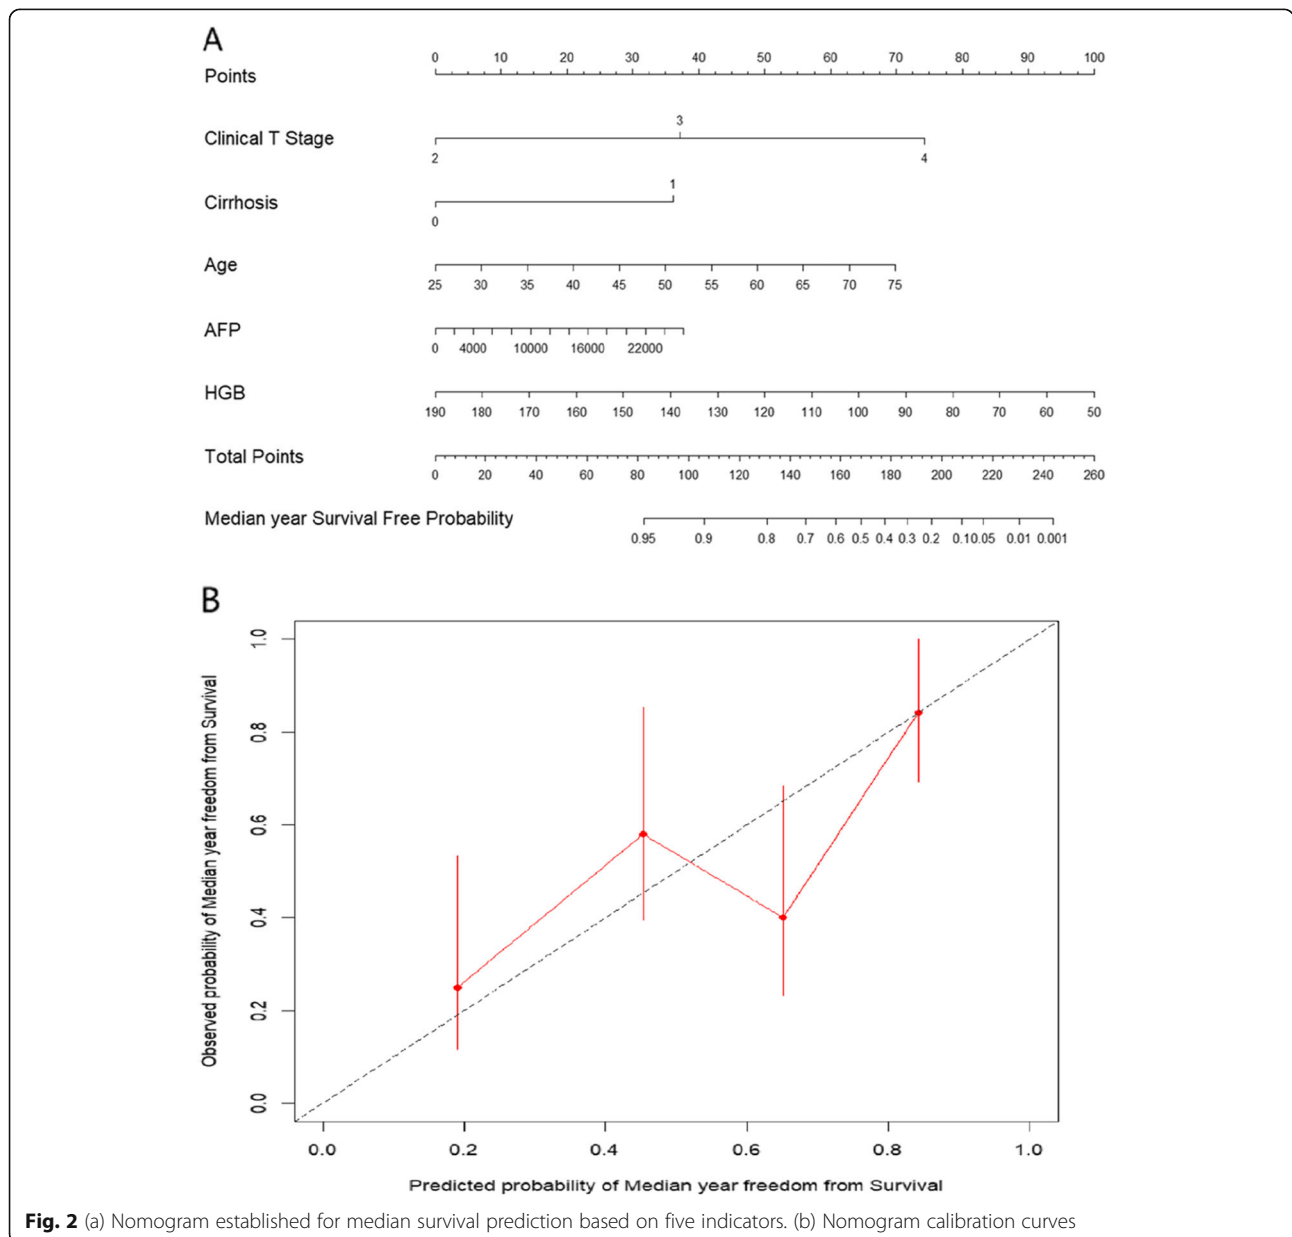 A
0 10 20 30 40 50 60 70 80 90 100
Points
3
Clinical T Stage
2 4
1
Cirrhosis
0
Age
25 30 35 40 45 50 55 60 65 70 75
AFP
0 4000 10000 16000 22000
HGB
190 180 170 160 150 140 130 120 110 100 90 80 70 60 50
Total Points
0 20 40 60 80 100 120 140 160 180 200 220 240 260
Median year Survival Free Probability
0.95 0.9 0.8 0.7 0.6 0.5 0.4 0.3 0.2 0.10.05 0.01 0.001
B
Observed probability of Median year freedom from Survival
1.0
0.8
0.6
0.4
0.2
0.0
0.0 0.2 0.4 0.6 0.8 1.0
Predicted probability of Median year freedom from Survival
Fig. 2 (a) Nomogram established for median survival prediction based on five indicators. (b) Nomogram calibration curves